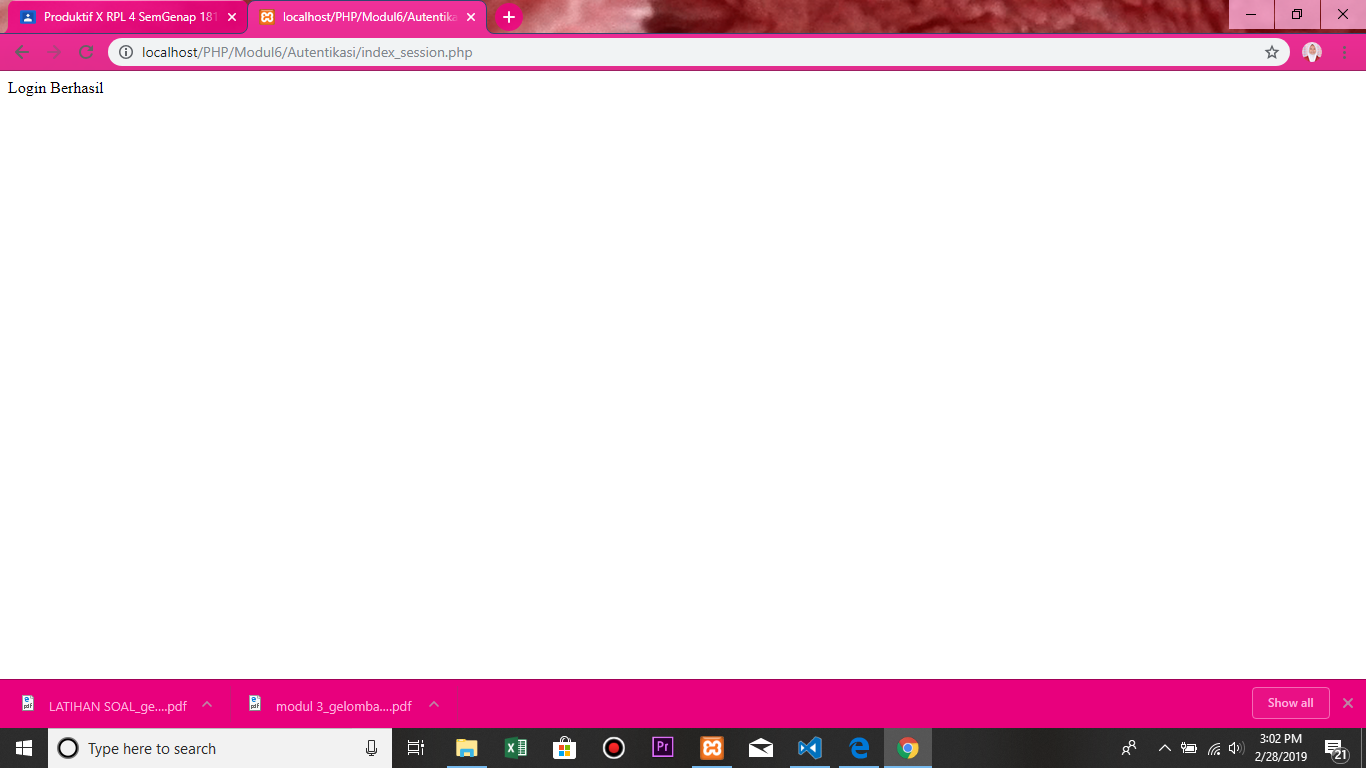 Produktif X RPL 4 SemGenap 181
localhost/PHP/Modul6/Autentika
localhost/PHP/Modul6/Autentikasi/index_session.php
Login Berhasil
LATIHAN SOAL_ge....pdf
modul 3_gelomba....pdf
Show all
Type here to search
Pr
3:02 PM
2/28/2019
21